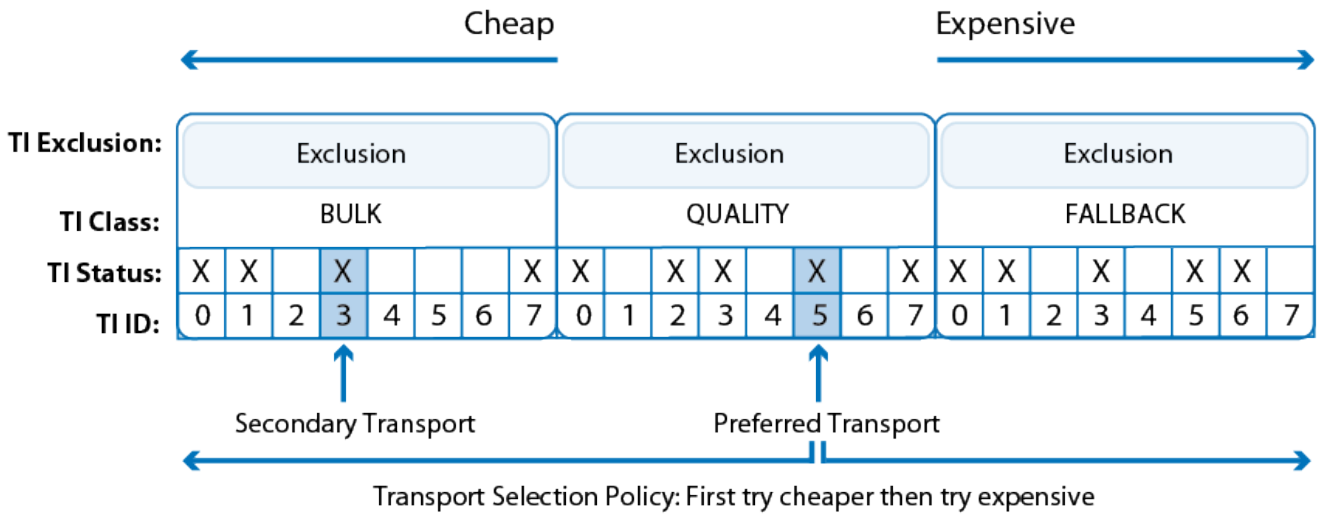 Cheap Expensive
TI Exclusion: Exclusion Exclusion Exclusion
TI Class: BULK QUALITY FALLBACK
TI Status: X X X X X X X X X X X X X X
TI ID: 0 1 2 3 4 5 6 7 0 1 2 3 4 5 6 7 0 1 2 3 4 5 6 7
Secondary Transport Preferred Transport
Transport Selection Policy: First try cheaper then try expensive